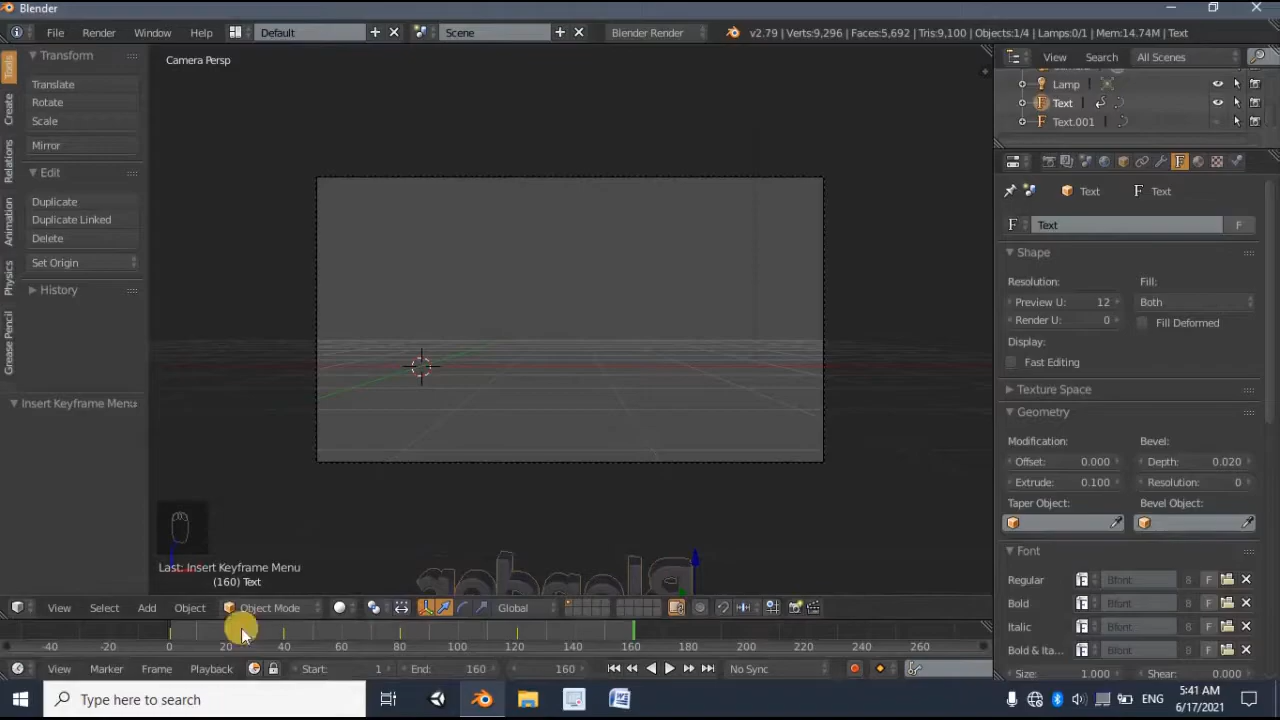 Blender
File Render Window Help Default Scene Blender Render v2.79 | Verts:9,296 | Faces:5,692 | Tris:9,100 | Objects:1/4 | Lamps:0/1 | Mem:14.74M | Text
Tools
Create
Relations
Animation
Physics
Grease Pencil
Transform
Translate
Rotate
Scale
Mirror
Edit
Duplicate
Duplicate Linked
Delete
Set Origin
History
Insert Keyframe Menu
Camera Persp
Last: Insert Keyframe Menu
(160) Text
View Search All Scenes
Lamp
Text
Text.001
Text Text
F Text F
Shape
Resolution: Fill:
Preview U: 12 Both
Render U: 0 Fill Deformed
Display:
Fast Editing
Texture Space
Geometry
Modification: Bevel:
Offset: 0.000 Depth: 0.020
Extrude: 0.100 Resolution: 0
Taper Object: Bevel Object:
Font
Regular Bfont 8 F
Bold Bfont 8 F
Italic Bfont 8 F
Bold & Ita... Bfont 8 F
Size: 1.000 Shear: 0.000
View Select Add Object Object Mode Global
-40 -20 0 20 40 60 80 100 120 140 160 180 200 220 240 260 280
View Marker Frame Playback Start: 1 End: 160 160 No Sync
Type here to search
ENG
5:41 AM
6/17/2021